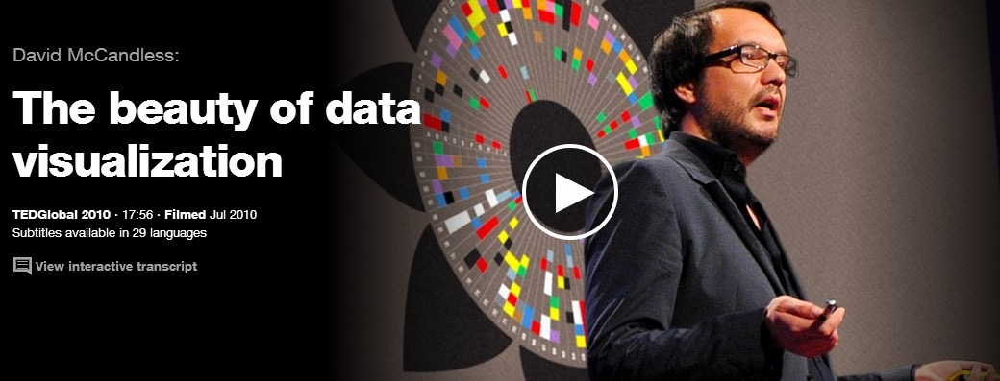 David McCandless:
The beauty of data
visualization
TEDGlobal 2010 · 17:56 · Filmed Jul 2010
Subtitles available in 29 languages
View interactive transcript